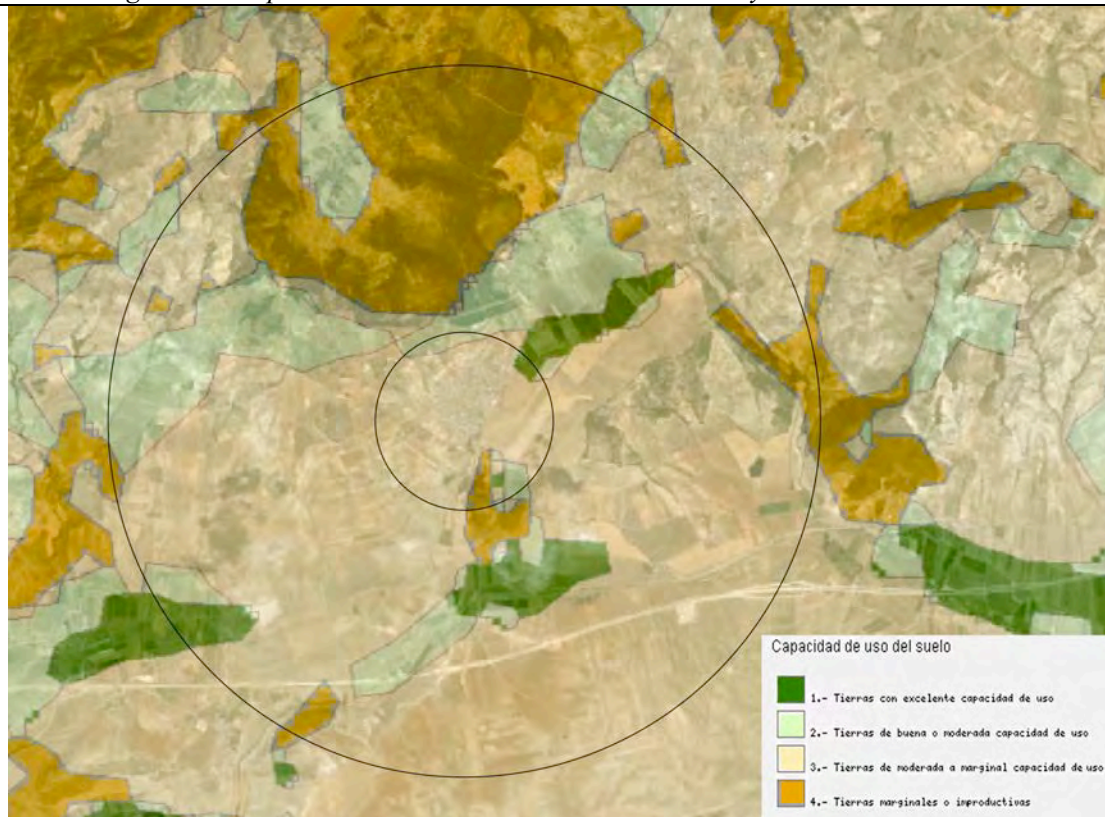 Capacidad de uso del suelo
1.- Tierras con excelente capacidad de uso
2.- Tierras de buena o moderada capacidad de uso
3.- Tierras de moderada a marginal capacidad de uso
4.- Tierras marginales o improductivas